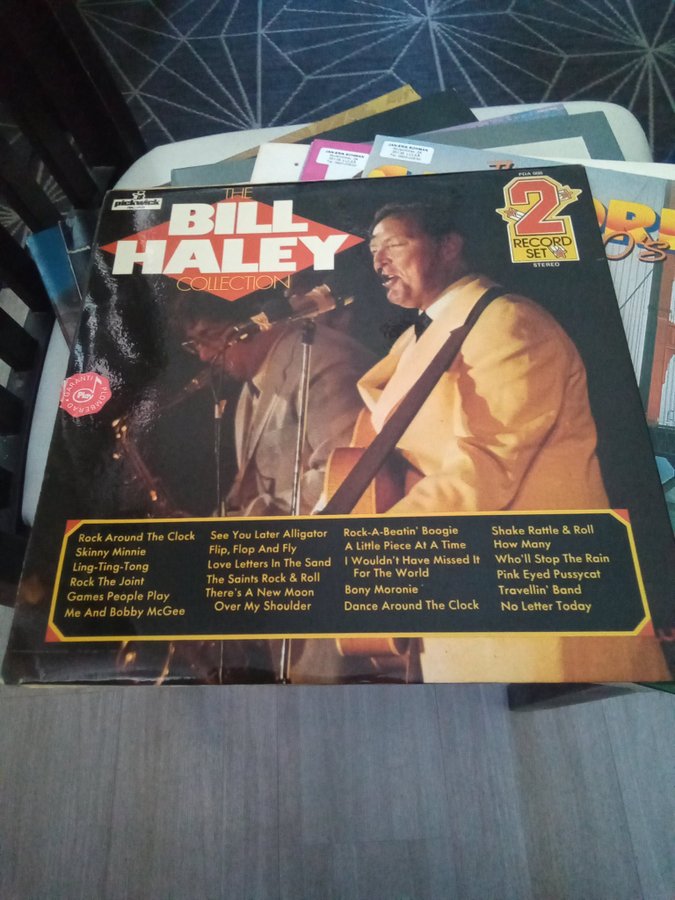 pickwick
THE
BILL
HALEY
COLLECTION
2
RECORD
SET
STEREO
GARANTI
Play
PLOMBERAD
Rock Around The Clock
Skinny Minnie
Ling-Ting-Tong
Rock The Joint
Games People Play
Me And Bobby McGee
See You Later Alligator
Flip, Flop And Fly
Love Letters In The Sand
The Saints Rock & Roll
There's A New Moon
Over My Shoulder
Rock-A-Beatin' Boogie
A Little Piece At A Time
I Wouldn't Have Missed It
For The World
Bony Moronie
Dance Around The Clock
Shake Rattle & Roll
How Many
Who'll Stop The Rain
Pink Eyed Pussycat
Travellin' Band
No Letter Today